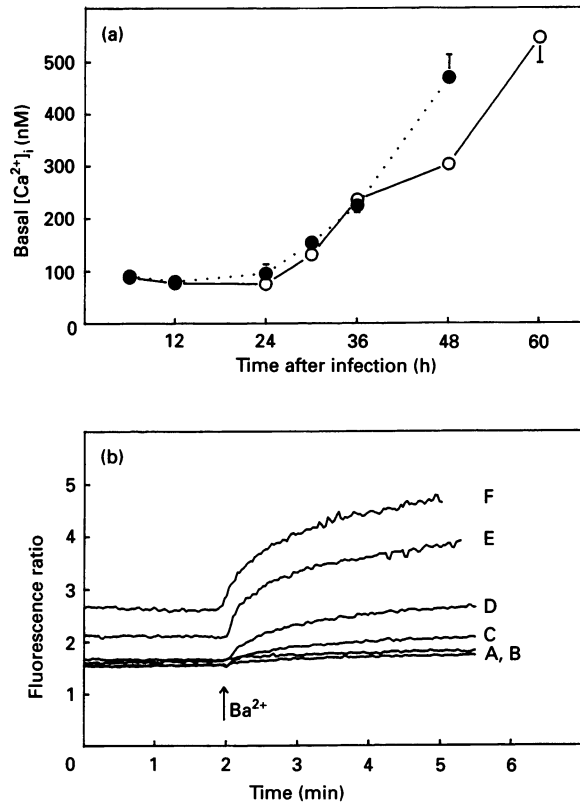 (a)
Basal [Ca²⁺]ᵢ (nM)
500
400
300
200
100
0
12
24
36
48
60
Time after infection (h)
(b)
Fluorescence ratio
5
4
3
2
1
F
E
D
C
A, B
Ba²⁺
0
1
2
3
4
5
6
Time (min)